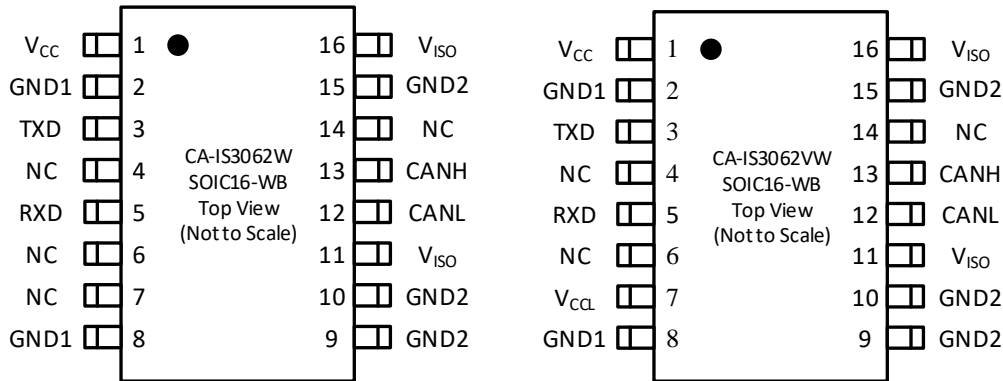 VCC 1 16 VISO
GND1 2 15 GND2
TXD 3 14 NC
NC 4 13 CANH
RXD 5 12 CANL
NC 6 11 VISO
NC 7 10 GND2
GND1 8 9 GND2
CA-IS3062W
SOIC16-WB
Top View
(Not to Scale)
VCC 1 16 VISO
GND1 2 15 GND2
TXD 3 14 NC
NC 4 13 CANH
RXD 5 12 CANL
NC 6 11 VISO
VCCL 7 10 GND2
GND1 8 9 GND2
CA-IS3062VW
SOIC16-WB
Top View
(Not to Scale)